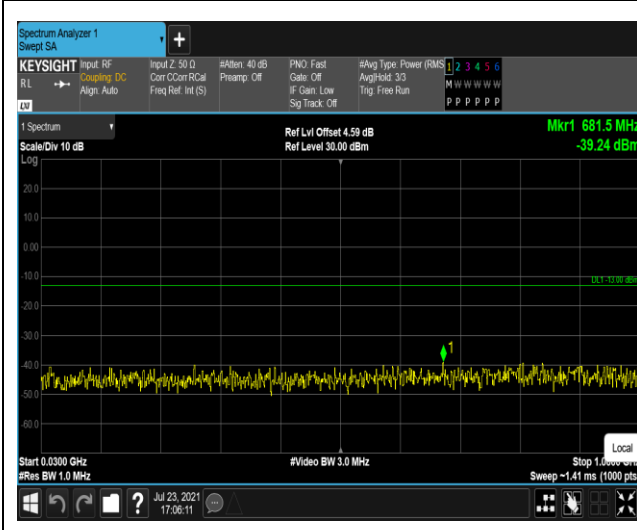 Spectrum Analyzer 1
Swept SA
+
KEYSIGHT Input: RF Input Z: 50 Ω #Atten: 40 dB PNO: Fast #Avg Type: Power (RMS 1 2 3 4 5 6
RL Coupling: DC Corr CCorr RCal Preamp: Off Gate: Off Avg|Hold: 3/3 M W W W W W
Align: Auto Freq Ref: Int (S) IF Gain: Low Trig: Free Run
Sig Track: Off P P P P P P
LXI
1 Spectrum Ref Lvl Offset 4.59 dB Mkr1 681.5 MHz
Scale/Div 10 dB Ref Level 30.00 dBm -39.24 dBm
Log
20.0
10.0
0.00
-10.0
DL1 -13.00 dBm
-20.0
-30.0
1
-40.0
-50.0
-60.0
Local
Start 0.0300 GHz #Video BW 3.0 MHz Stop
#Res BW 1.0 MHz Sweep ~1.41 ms (1000 pts
? Jul 23, 2021
17:06:11